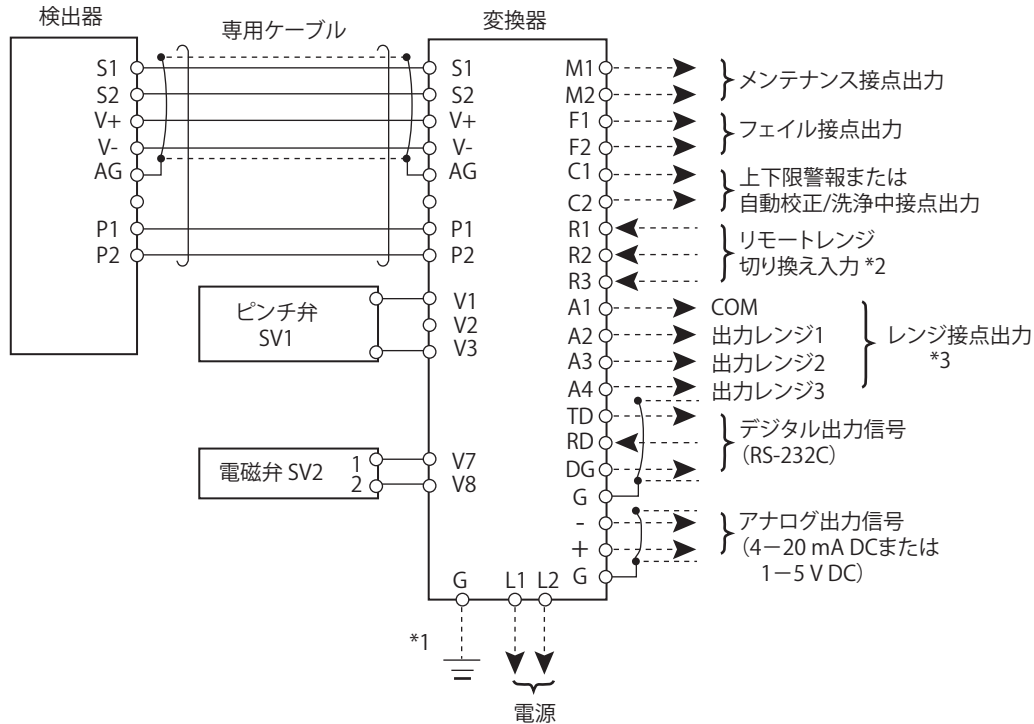 検出器
専用ケーブル
変換器
S1
S2
V+
V-
AG
P1
P2
S1
S2
V+
V-
AG
P1
P2
V1
V2
V3
V7
V8
ピンチ弁
SV1
電磁弁 SV2
1
2
M1
M2
F1
F2
C1
C2
R1
R2
R3
A1
A2
A3
A4
TD
RD
DG
G
-
+
G
メンテナンス接点出力
フェイル接点出力
上下限警報または
自動校正/洗浄中接点出力
リモートレンジ
切り換え入力 *2
COM
出力レンジ1
出力レンジ2
出力レンジ3
レンジ接点出力
*3
デジタル出力信号
(RS-232C)
アナログ出力信号
(4-20 mA DCまたは
1-5 V DC)
G
L1 L2
*1
電源